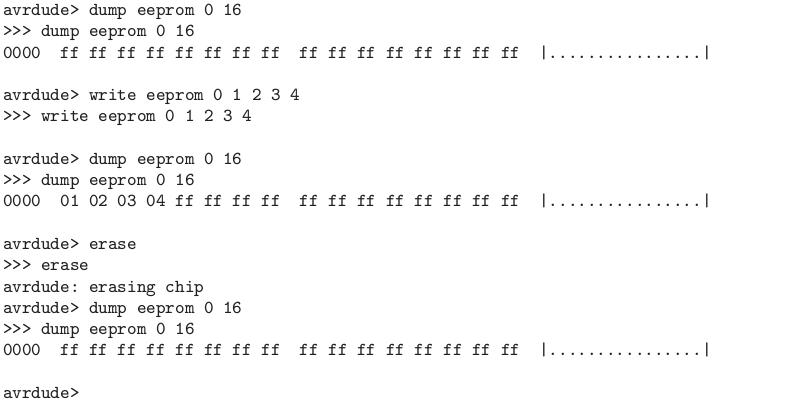 avrdude> dump eeprom 0 16
>>> dump eeprom 0 16
0000  ff ff ff ff ff ff ff ff  ff ff ff ff ff ff ff ff  |................|
avrdude> write eeprom 0 1 2 3 4
>>> write eeprom 0 1 2 3 4
avrdude> dump eeprom 0 16
>>> dump eeprom 0 16
0000  01 02 03 04 ff ff ff ff  ff ff ff ff ff ff ff ff  |................|
avrdude> erase
>>> erase
avrdude: erasing chip
avrdude> dump eeprom 0 16
>>> dump eeprom 0 16
0000  ff ff ff ff ff ff ff ff  ff ff ff ff ff ff ff ff  |................|
avrdude>